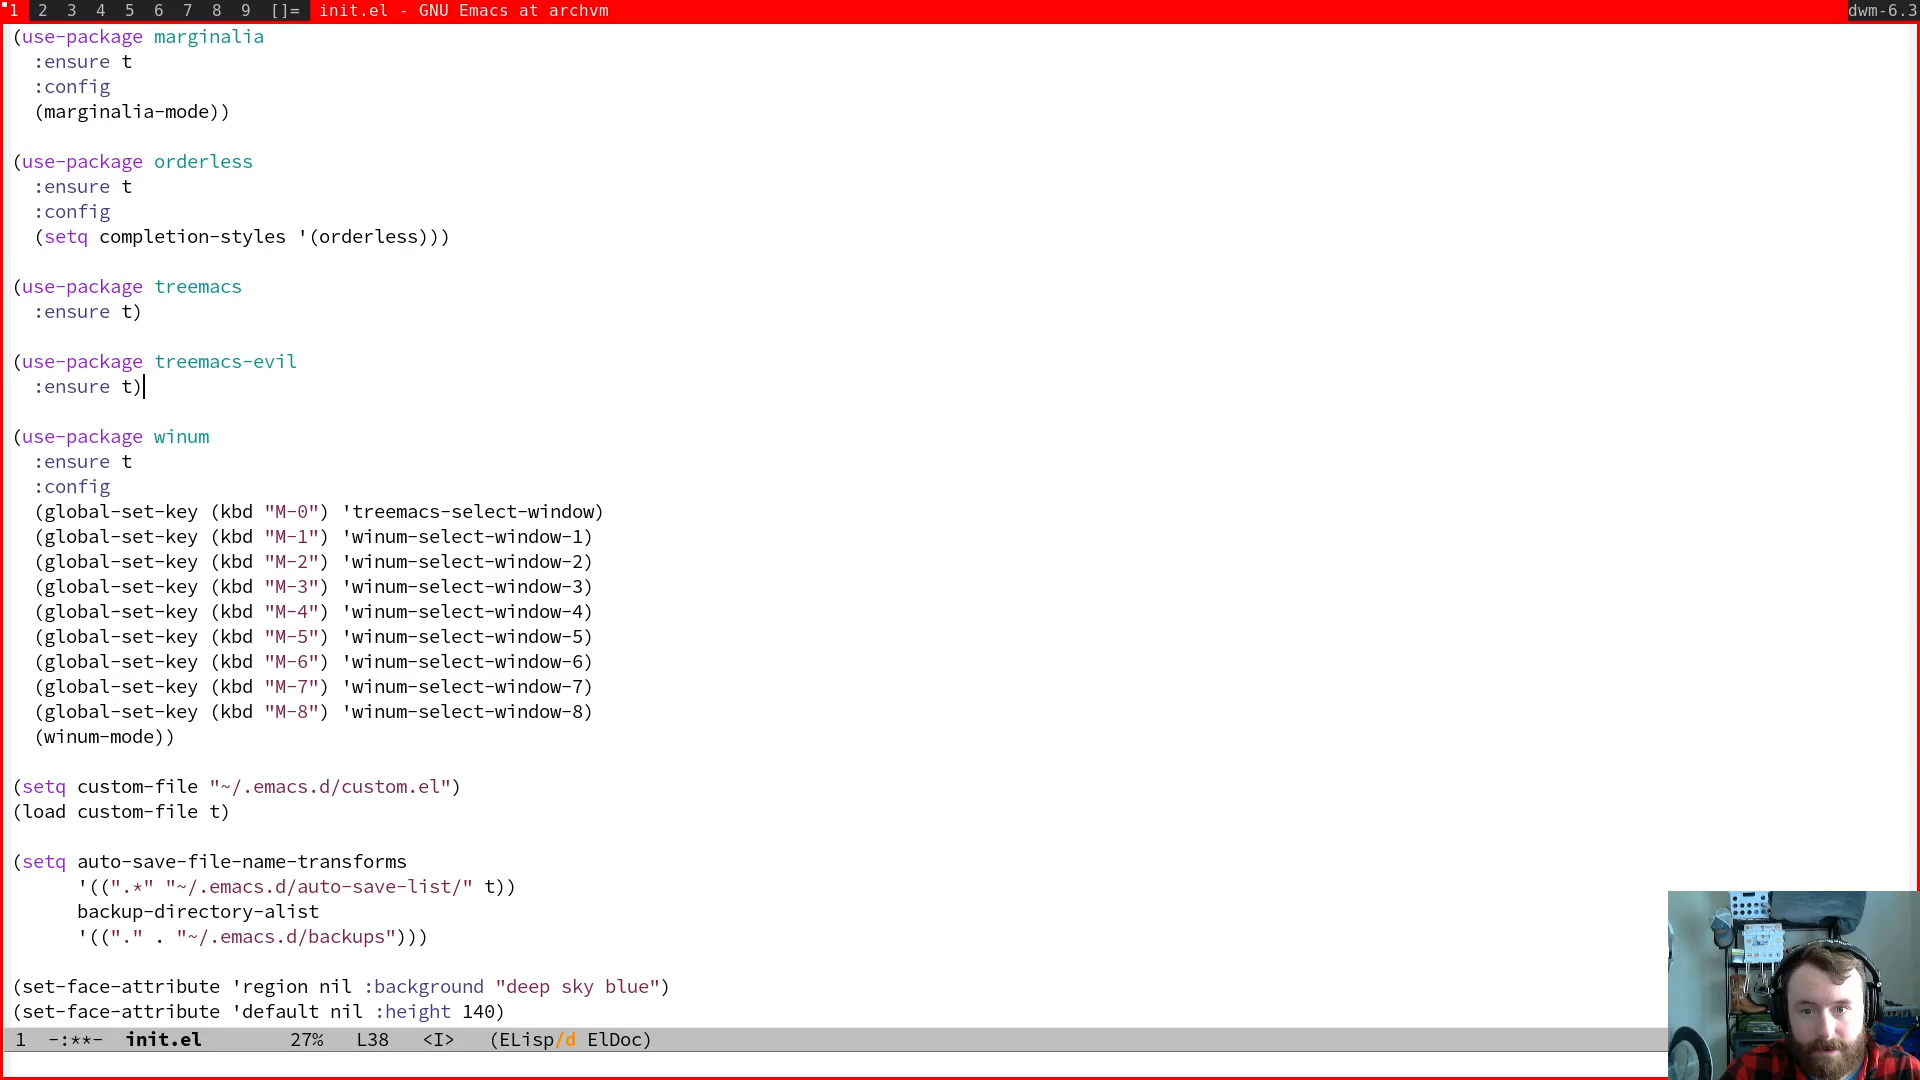 1 2 3 4 5 6 7 8 9 []= init.el - GNU Emacs at archvm dwm-6.3
(use-package marginalia
  :ensure t
  :config
  (marginalia-mode))

(use-package orderless
  :ensure t
  :config
  (setq completion-styles '(orderless)))

(use-package treemacs
  :ensure t)

(use-package treemacs-evil
  :ensure t)

(use-package winum
  :ensure t
  :config
  (global-set-key (kbd "M-0") 'treemacs-select-window)
  (global-set-key (kbd "M-1") 'winum-select-window-1)
  (global-set-key (kbd "M-2") 'winum-select-window-2)
  (global-set-key (kbd "M-3") 'winum-select-window-3)
  (global-set-key (kbd "M-4") 'winum-select-window-4)
  (global-set-key (kbd "M-5") 'winum-select-window-5)
  (global-set-key (kbd "M-6") 'winum-select-window-6)
  (global-set-key (kbd "M-7") 'winum-select-window-7)
  (global-set-key (kbd "M-8") 'winum-select-window-8)
  (winum-mode))

(setq custom-file "~/.emacs.d/custom.el")
(load custom-file t)

(setq auto-save-file-name-transforms
      '((".*" "~/.emacs.d/auto-save-list/" t))
      backup-directory-alist
      '(("." . "~/.emacs.d/backups")))

(set-face-attribute 'region nil :background "deep sky blue")
(set-face-attribute 'default nil :height 140)
1 -:**- init.el 27% L38 <I> (ELisp/d ElDoc)